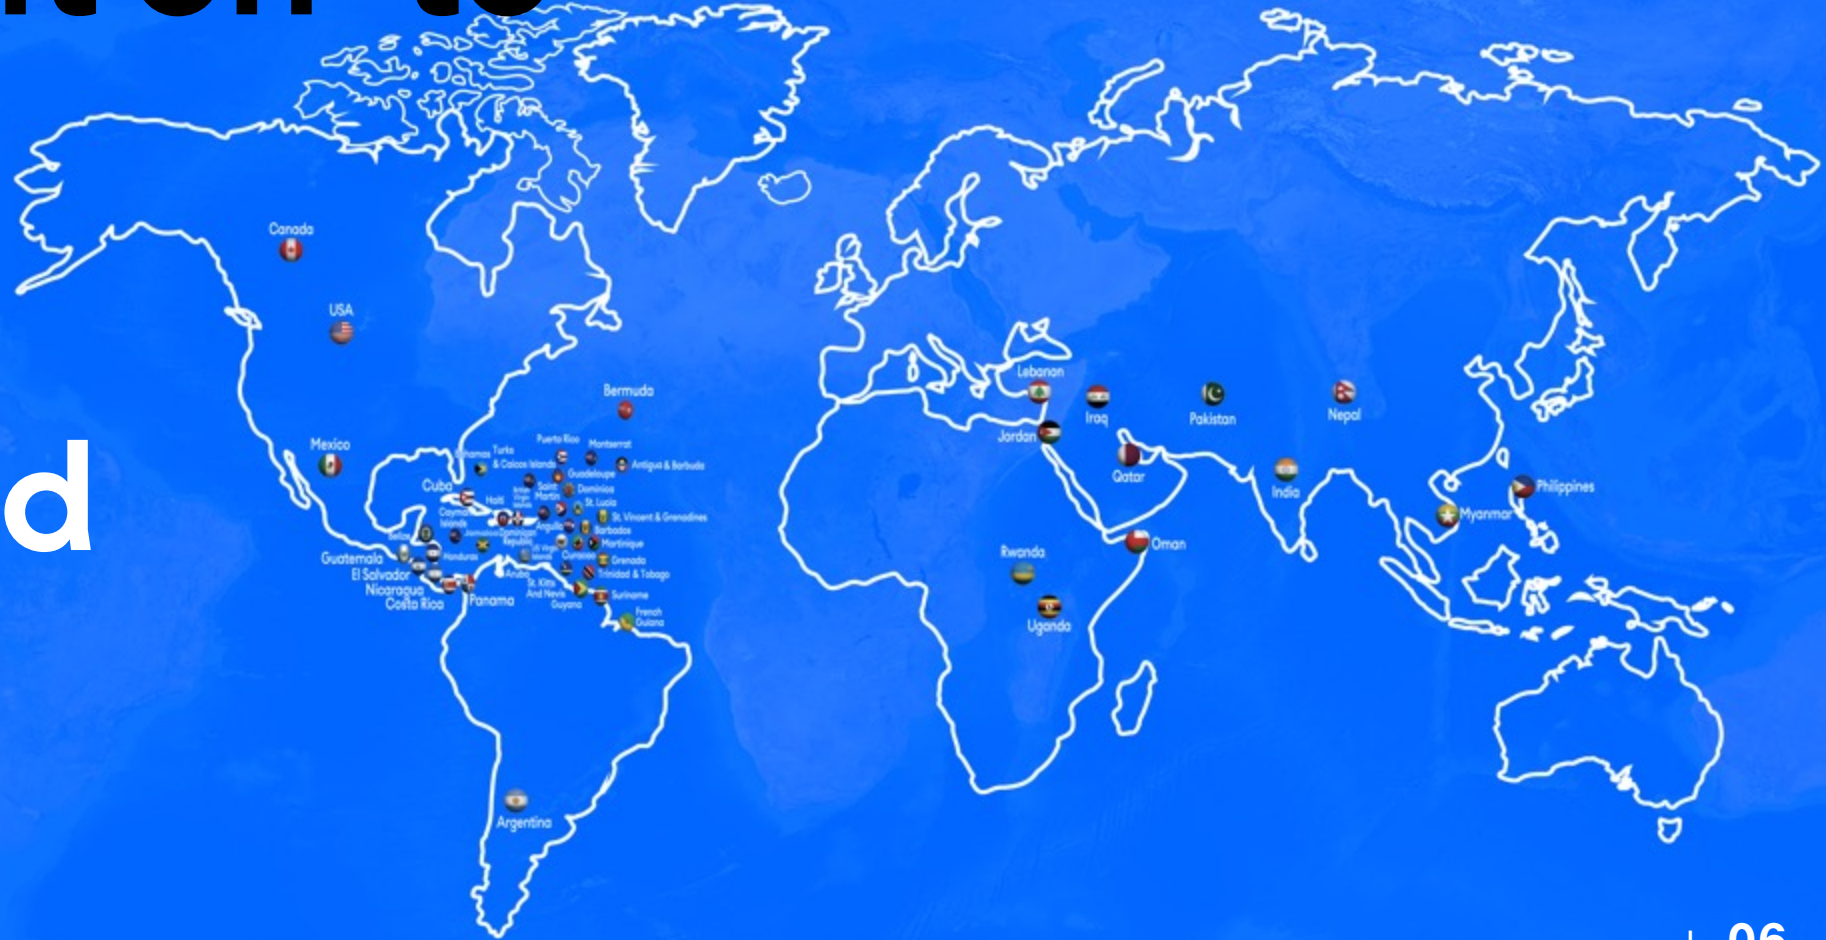 Canada
USA
Bermuda
Mexico
d
Puerto Rico
Montserrat
Turks
& Caicos Islands
Antigua & Barbuda
Guadeloupe
Cuba
Saint
Martin
Dominica
Haiti
St. Lucia
Islands
St. Vincent & Grenadines
Anguilla
Barbados
Dominican
Republic
Martinique
Honduras
Grenada
Guatemala
Aruba
Trinidad & Tobago
El Salvador
St. Kitts
And Nevis
Nicaragua
Suriname
Costa Rica
Panama
Guyana
French
Guiana
Argentina
Lebanon
Iraq
Jordan
Pakistan
Nepal
Qatar
India
Philippines
Myanmar
Oman
Rwanda
Uganda
06